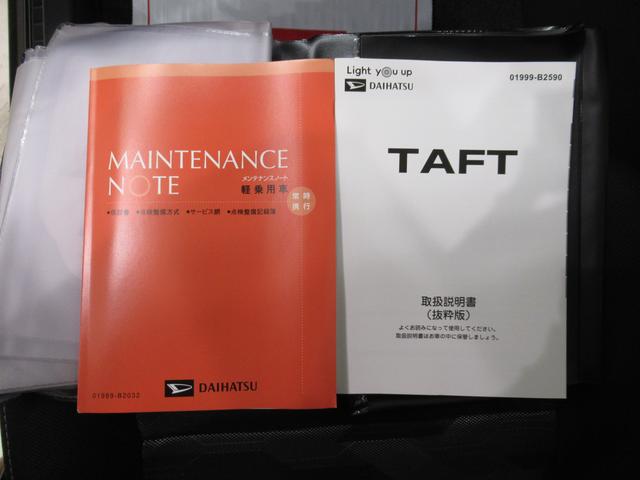 MAINTENANCE
NOTE
メンテナンスノート
軽乗用車
常時
携行
•保証書 •点検整備方式 •サービス網 •点検整備記録簿
DAIHATSU
01999-B2032
Light you up
DAIHATSU
01999-B2590
TAFT
取扱説明書
(抜粋版)
よくお読みになって使用してください。
取扱説明書はお車の中に保管しましょう。